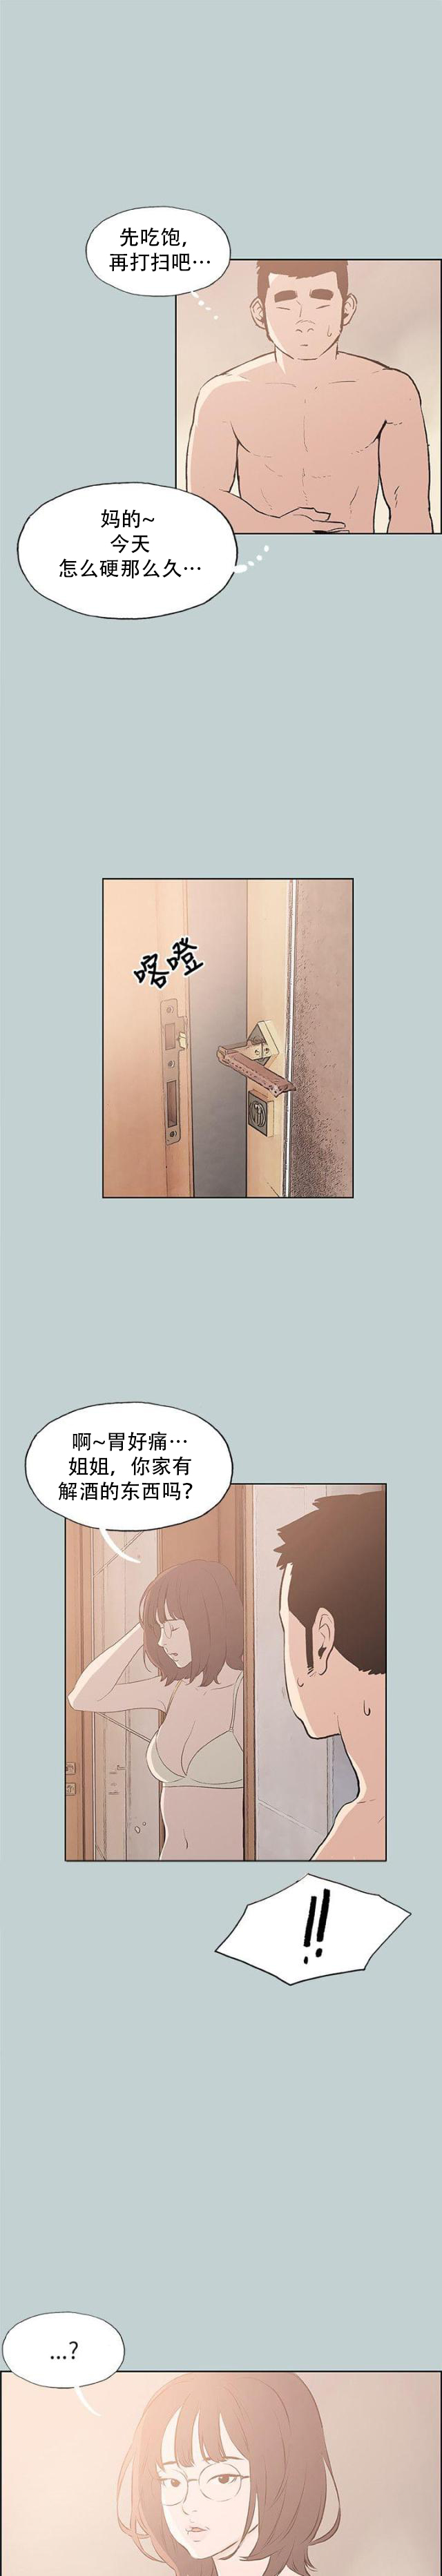 先吃饱,
再打扫吧…
妈的~
今天
怎么硬那么久…
喀噔
啊~胃好痛…
姐姐, 你家有
解酒的东西吗?
!!
...?